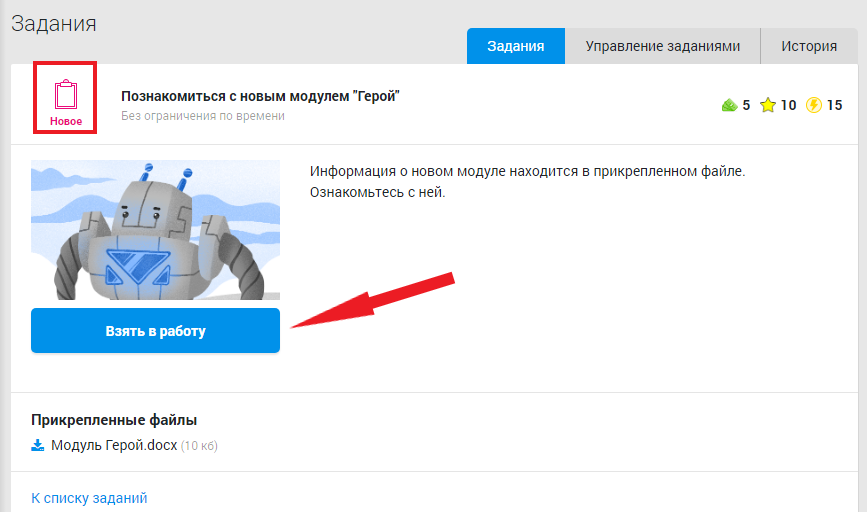 Задания
Задания
Управление заданиями
История
Новое
Познакомиться с новым модулем "Герой"
Без ограничения по времени
5
10
15
Информация о новом модуле находится в прикрепленном файле.
Ознакомьтесь с ней.
Взять в работу
Прикрепленные файлы
Модуль Герой.docx (10 кб)
К списку заданий